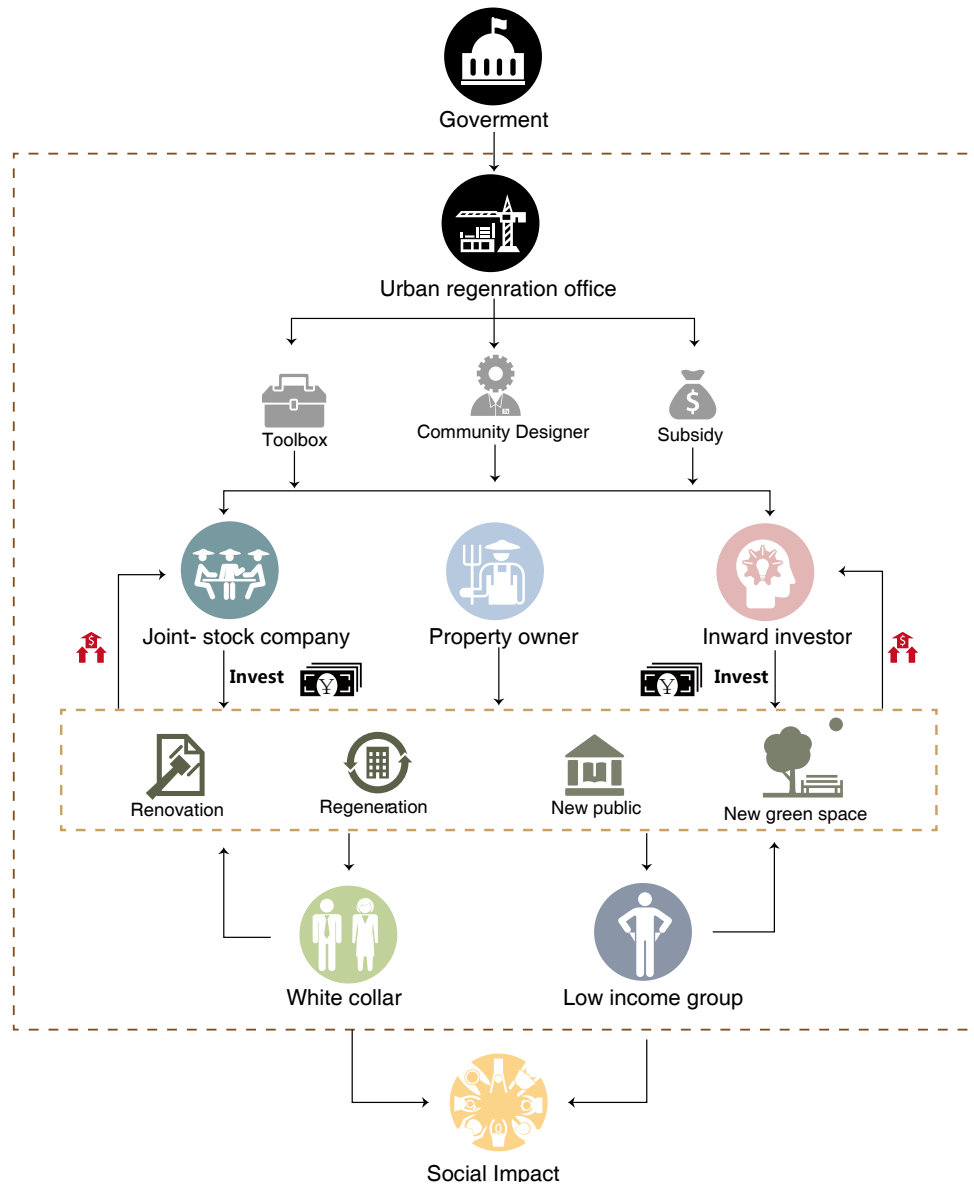 Goverment
Urban regenration office
Toolbox
Community Designer
Subsidy
$
Joint- stock company
Property owner
Inward investor
$
Invest
¥
¥
Invest
$
Renovation
Regeneration
New public
New green space
White collar
Low income group
Social Impact